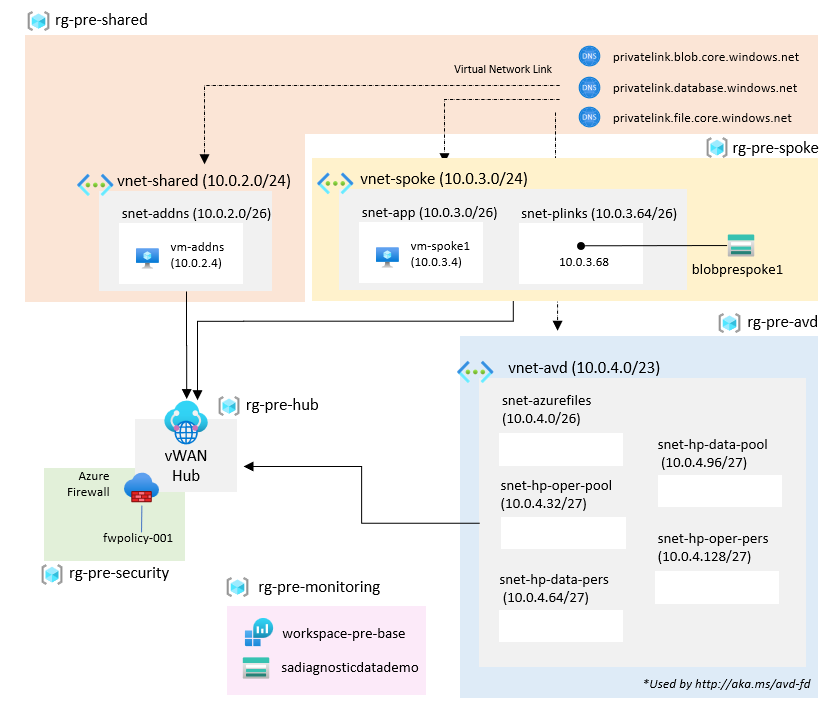 rg-pre-shared
Virtual Network Link
DNS
privatelink.blob.core.windows.net
DNS
privatelink.database.windows.net
DNS
privatelink.file.core.windows.net
rg-pre-spoke
vnet-shared (10.0.2.0/24)
snet-addns (10.0.2.0/26)
vm-addns
(10.0.2.4)
vnet-spoke (10.0.3.0/24)
snet-app (10.0.3.0/26)
vm-spoke1
(10.0.3.4)
snet-plinks (10.0.3.64/26)
10.0.3.68
blobprespoke1
rg-pre-avd
vnet-avd (10.0.4.0/23)
snet-azurefiles
(10.0.4.0/26)
snet-hp-data-pool
(10.0.4.96/27)
snet-hp-oper-pool
(10.0.4.32/27)
snet-hp-oper-pers
(10.0.4.128/27)
snet-hp-data-pers
(10.0.4.64/27)
*Used by http://aka.ms/avd-fd
rg-pre-hub
vWAN
Hub
Azure
Firewall
fwpolicy-001
rg-pre-security
rg-pre-monitoring
workspace-pre-base
sadiagnosticdatademo